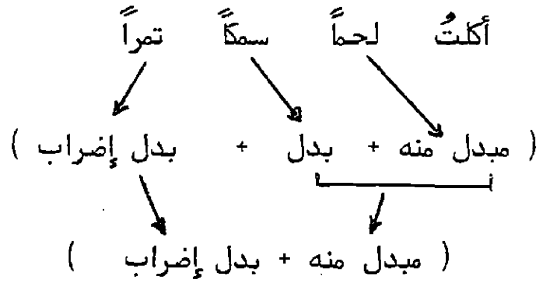 أكلتُ لحماً سمكاً تمراً
( مبدل منه + بدل + بدل إضراب )
( مبدل منه + بدل إضراب )